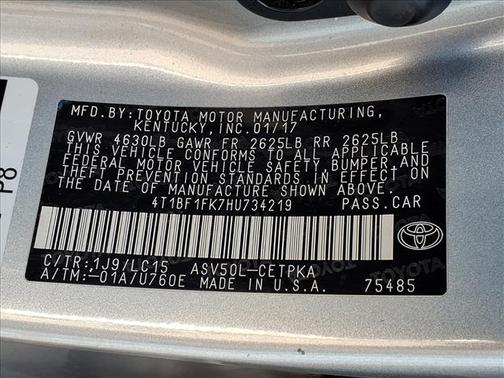 MFD. BY: TOYOTA MOTOR MANUFACTURING,
KENTUCKY, INC. 01/17
GVWR 4630LB GAWR FR 2625LB RR 2625LB
THIS VEHICLE CONFORMS TO ALL APPLICABLE
FEDERAL MOTOR VEHICLE SAFETY, BUMPER, AND
THEFT PREVENTION STANDARDS IN EFFECT ON
THE DATE OF MANUFACTURE SHOWN ABOVE.
4T1BF1FK7HU734219 PASS.CAR
C/TR: 1J9/LC15 ASV50L-CETPKA
A/TM: -01A/U760E MADE IN U.S.A. 75485
P8